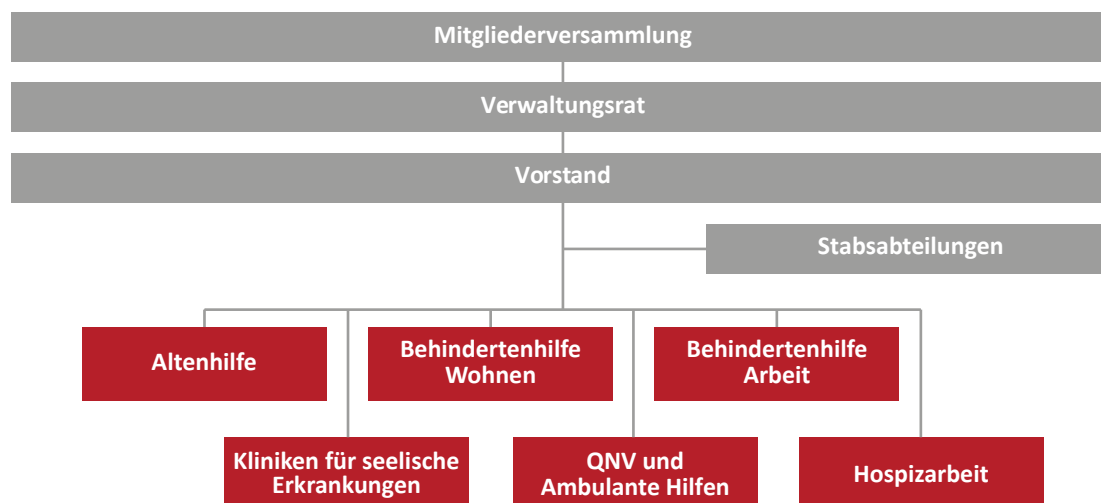 Mitgliederversammlung
Verwaltungsrat
Vorstand
Stabsabteilungen
Altenhilfe
Behindertenhilfe
Wohnen
Behindertenhilfe
Arbeit
Kliniken für seelische
Erkrankungen
QNV und
Ambulante Hilfen
Hospizarbeit